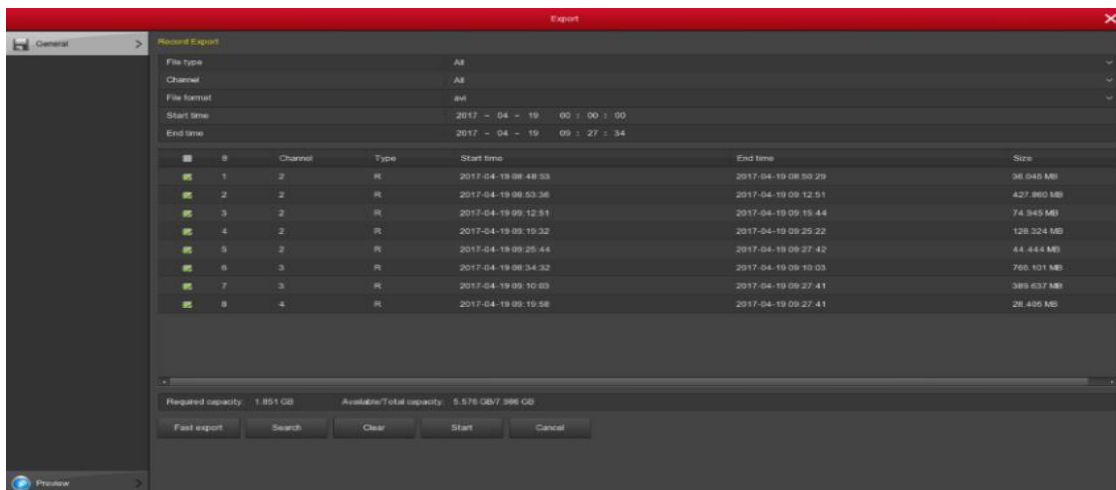 Export
General
Record Export
File type All
Channel All
File format avi
Start time 2017 - 04 - 19 00 : 00 : 00
End time 2017 - 04 - 19 09 : 27 : 34
Channel Type Start time End time Size
1 2 R 2017-04-19 08:48:53 2017-04-19 08:50:29 36.045 MB
2 2 R 2017-04-19 08:53:36 2017-04-19 09:12:51 427.860 MB
3 2 R 2017-04-19 09:12:51 2017-04-19 09:15:44 74.945 MB
4 2 R 2017-04-19 09:19:32 2017-04-19 09:25:22 128.324 MB
5 2 R 2017-04-19 09:25:44 2017-04-19 09:27:42 44.444 MB
6 3 R 2017-04-19 08:34:32 2017-04-19 09:10:03 MB
7 3 R 2017-04-19 09:10:03 2017-04-19 09:27:41 MB
8 4 R 2017-04-19 09:19:58 2017-04-19 09:27:41 MB
Required capacity: 1.851 GB Available/Total capacity: 5.576 GB/7.986 GB
Fast export Search Clear Start Cancel
Preview